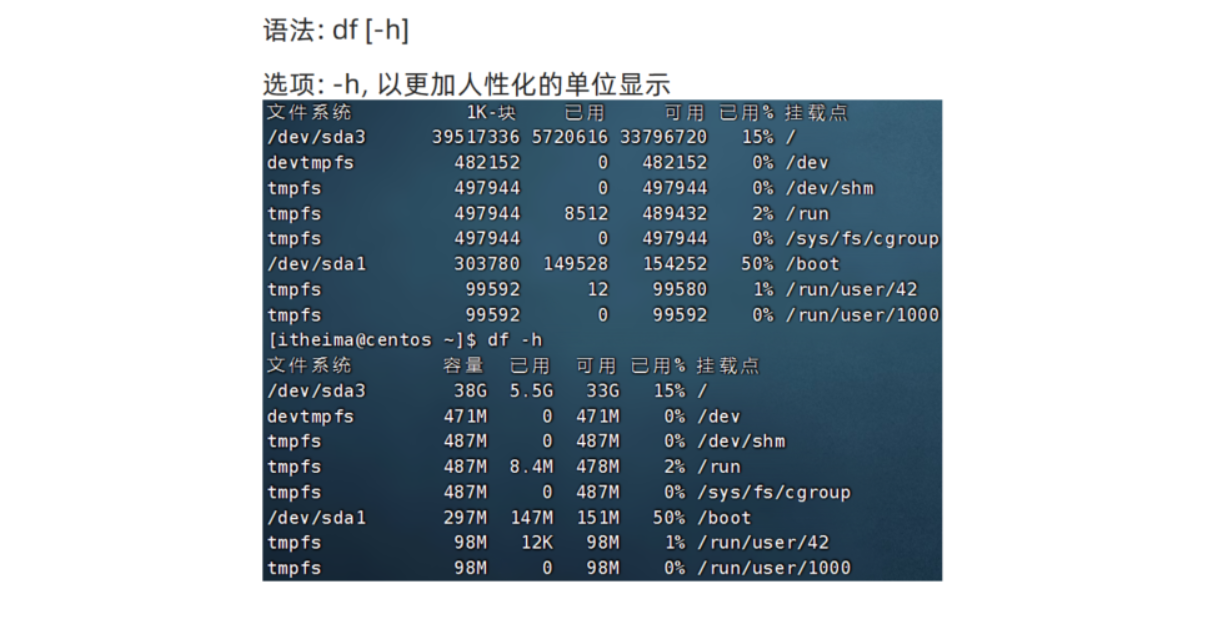 语法: df [-h]
选项: -h, 以更加人性化的单位显示
文件系统 1K-块 已用 可用 已用% 挂载点
/dev/sda3 39517336 5720616 33796720 15% /
devtmpfs 482152 0 482152 0% /dev
tmpfs 497944 0 497944 0% /dev/shm
tmpfs 497944 8512 489432 2% /run
tmpfs 497944 0 497944 0% /sys/fs/cgroup
/dev/sda1 303780 149528 154252 50% /boot
tmpfs 99592 12 99580 1% /run/user/42
tmpfs 99592 0 99592 0% /run/user/1000
[itheima@centos ~]$ df -h
文件系统 容量 已用 可用 已用% 挂载点
/dev/sda3 38G 5.5G 33G 15% /
devtmpfs 471M 0 471M 0% /dev
tmpfs 487M 0 487M 0% /dev/shm
tmpfs 487M 8.4M 478M 2% /run
tmpfs 487M 0 487M 0% /sys/fs/cgroup
/dev/sda1 297M 147M 151M 50% /boot
tmpfs 98M 12K 98M 1% /run/user/42
tmpfs 98M 0 98M 0% /run/user/1000